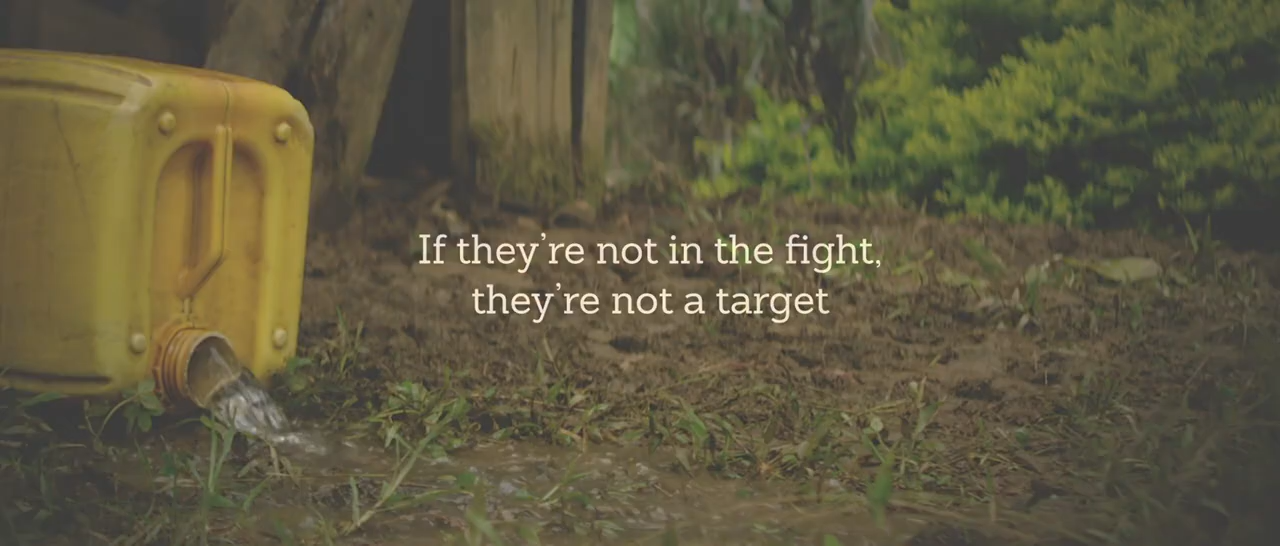 If they’re not in the fight,
they’re not a target